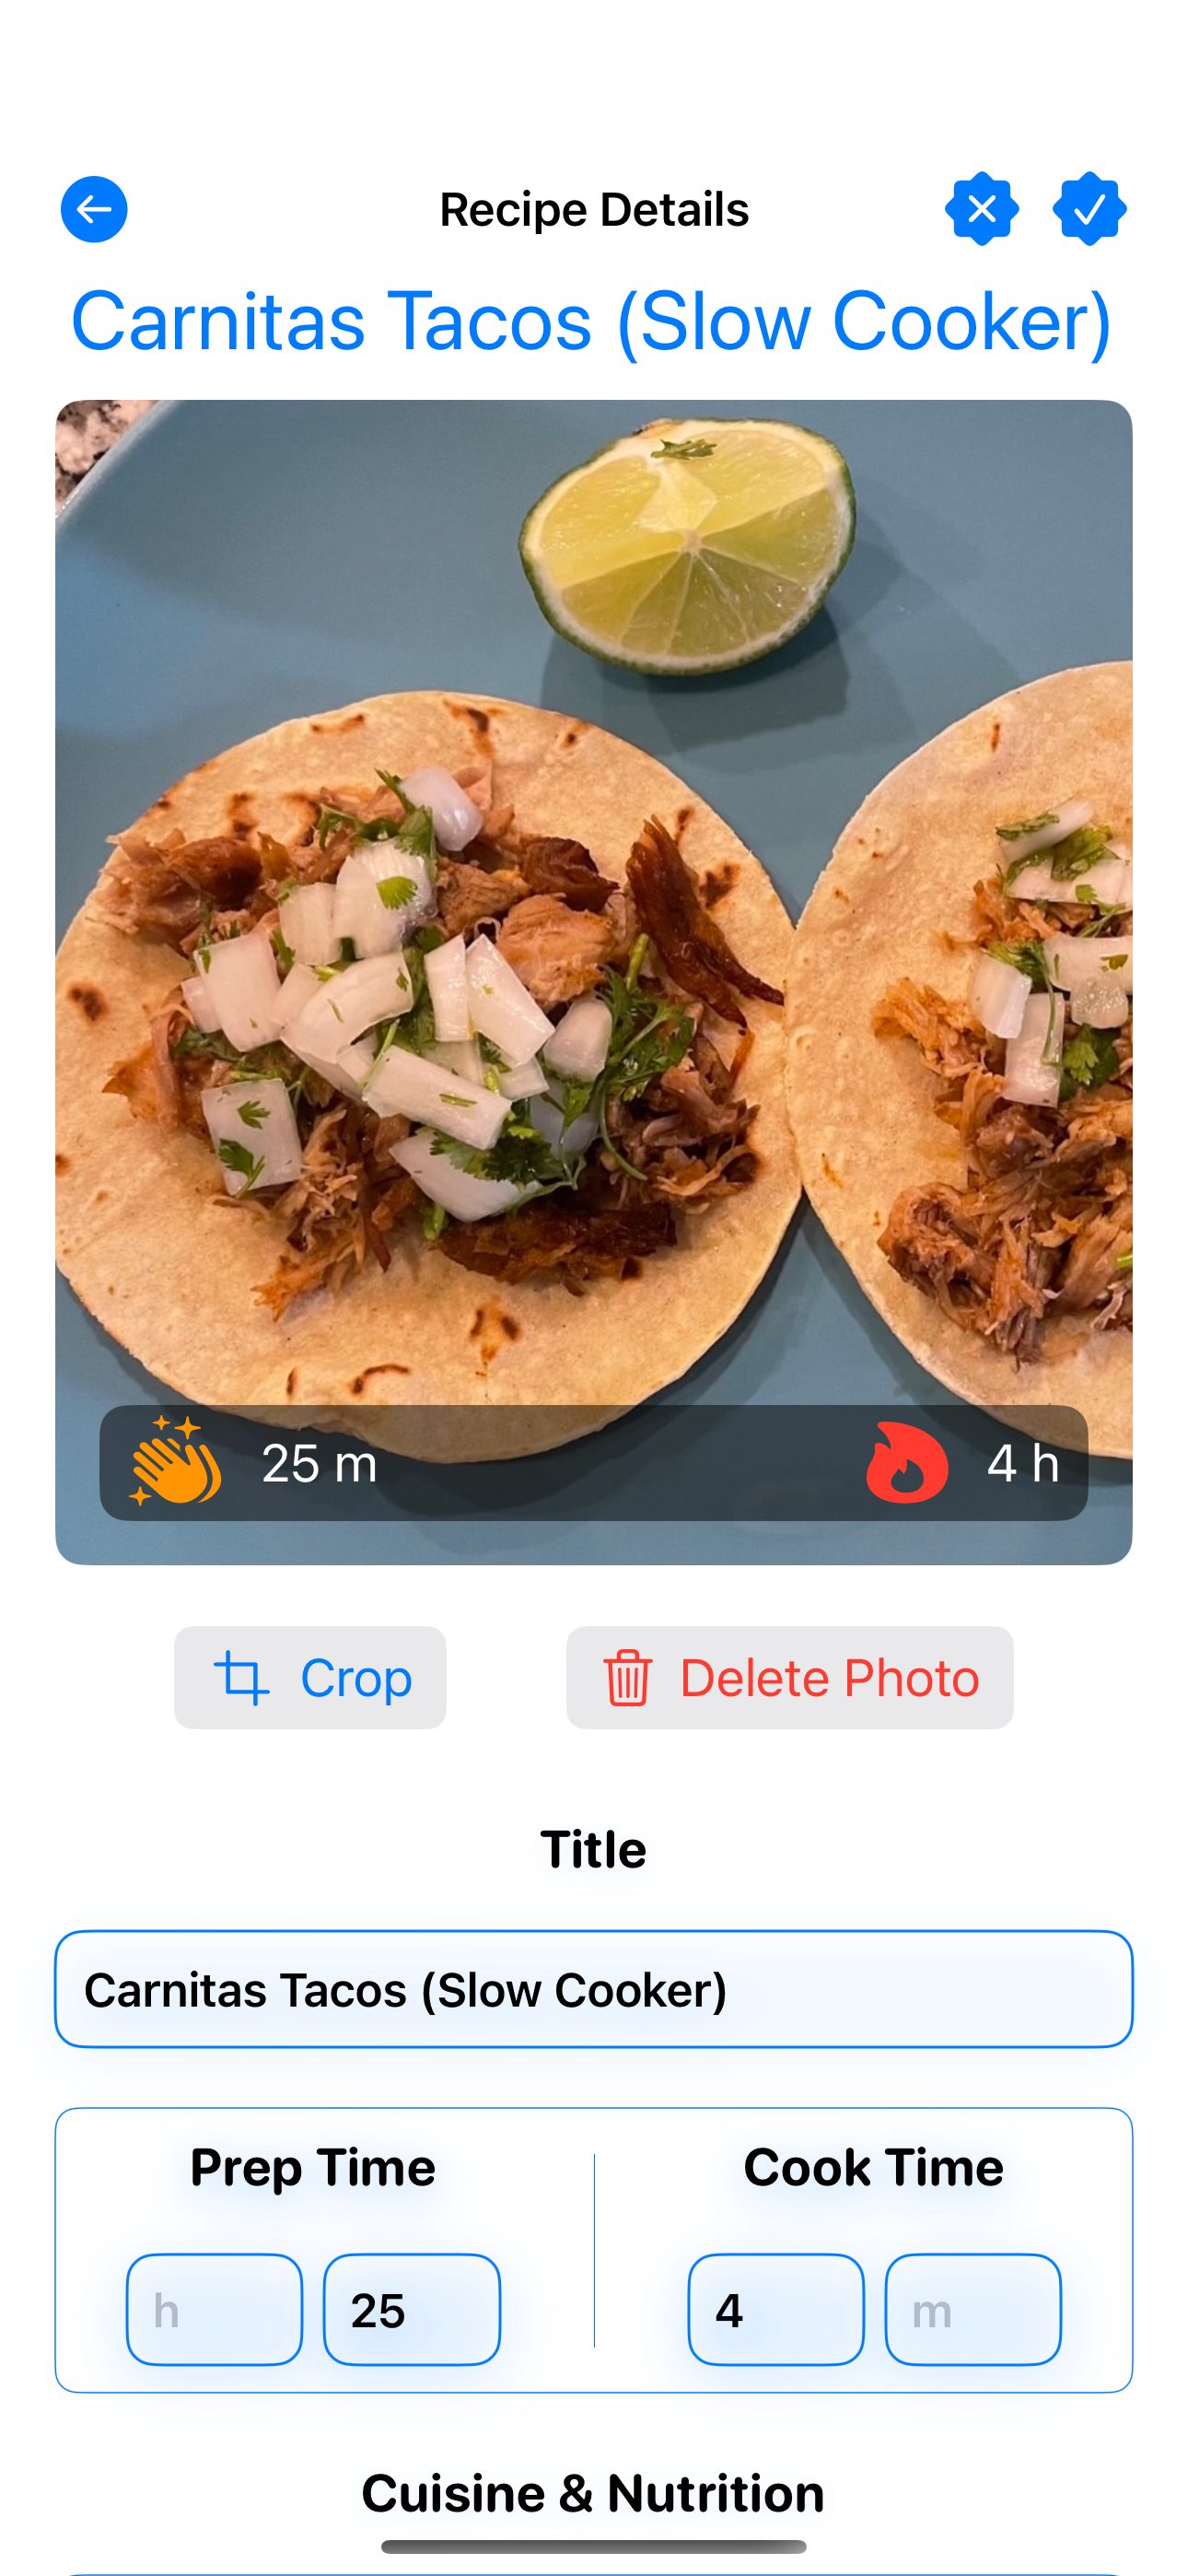 Recipe Details
Carnitas Tacos (Slow Cooker)
25 m 4 h
Crop Delete Photo
Title
Carnitas Tacos (Slow Cooker)
Prep Time Cook Time
h 25 4 m
Cuisine & Nutrition